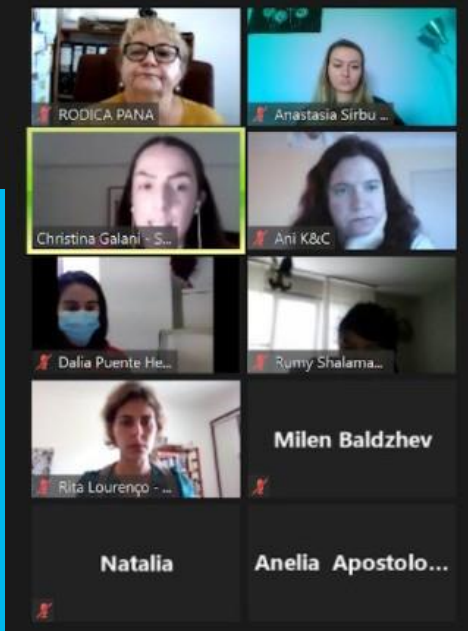 RODICA PANA
Anastasia Sîrbu ...
Christina Galani - S...
Ani K&C
Dalia Puente He...
Rumy Shalama...
Rita Lourenço - ...
Milen Baldzhev
Natalia
Anelia Apostolo...